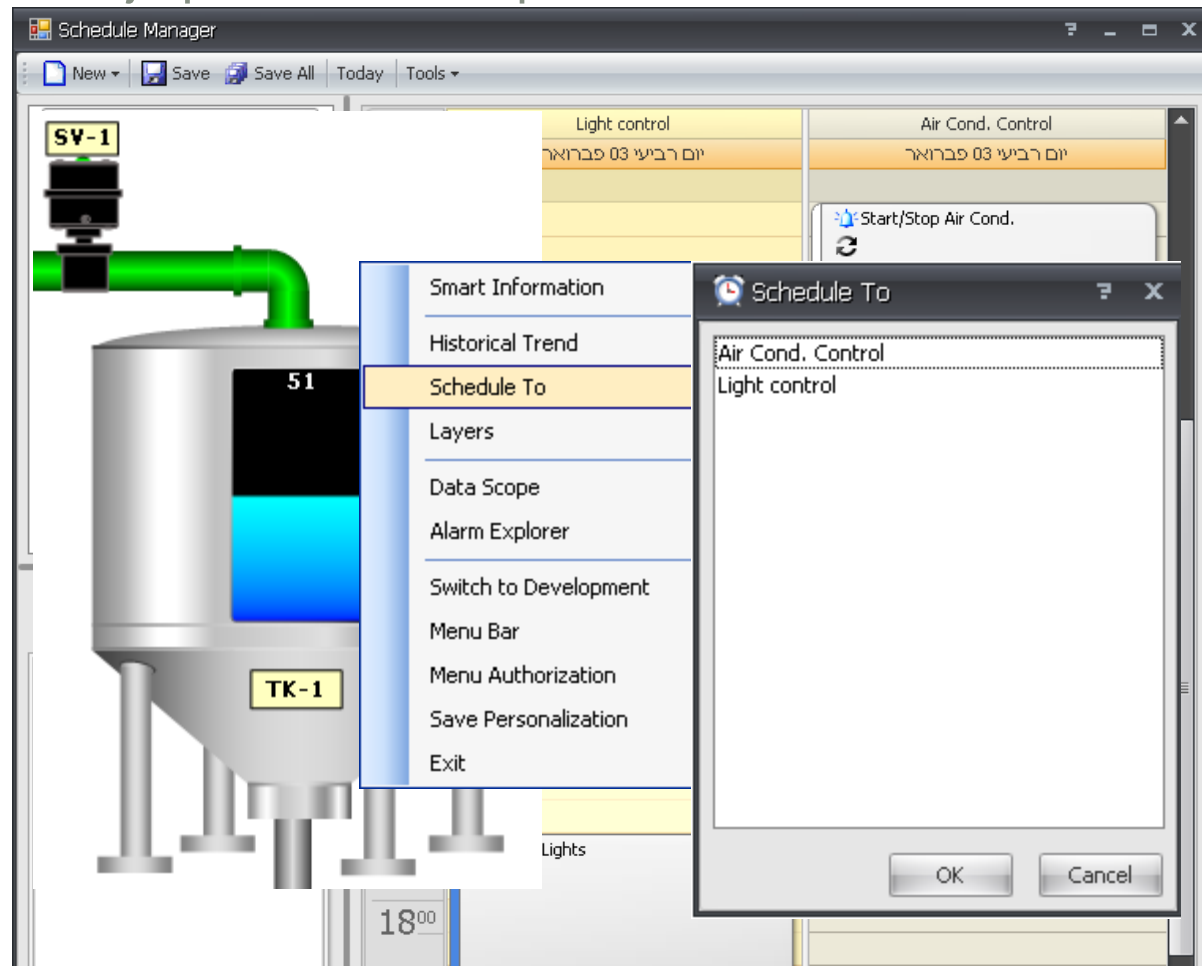 Schedule Manager
New Save Save All Today Tools
SV-1
Light control
Air Cond. Control
יום רביעי 03 פברואר
יום רביעי 03 פברואר
Start/Stop Air Cond.
51
TK-1
Smart Information
Historical Trend
Schedule To
Layers
Data Scope
Alarm Explorer
Switch to Development
Menu Bar
Menu Authorization
Save Personalization
Exit
Schedule To
Air Cond. Control
Light control
OK Cancel
Lights
18 00